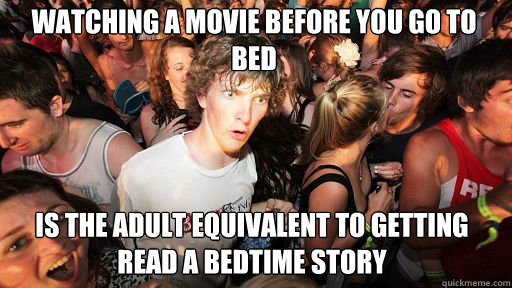 WATCHING A MOVIE BEFORE YOU GO TO
BED
IS THE ADULT EQUIVALENT TO GETTING
READ A BEDTIME STORY
quickmeme.com